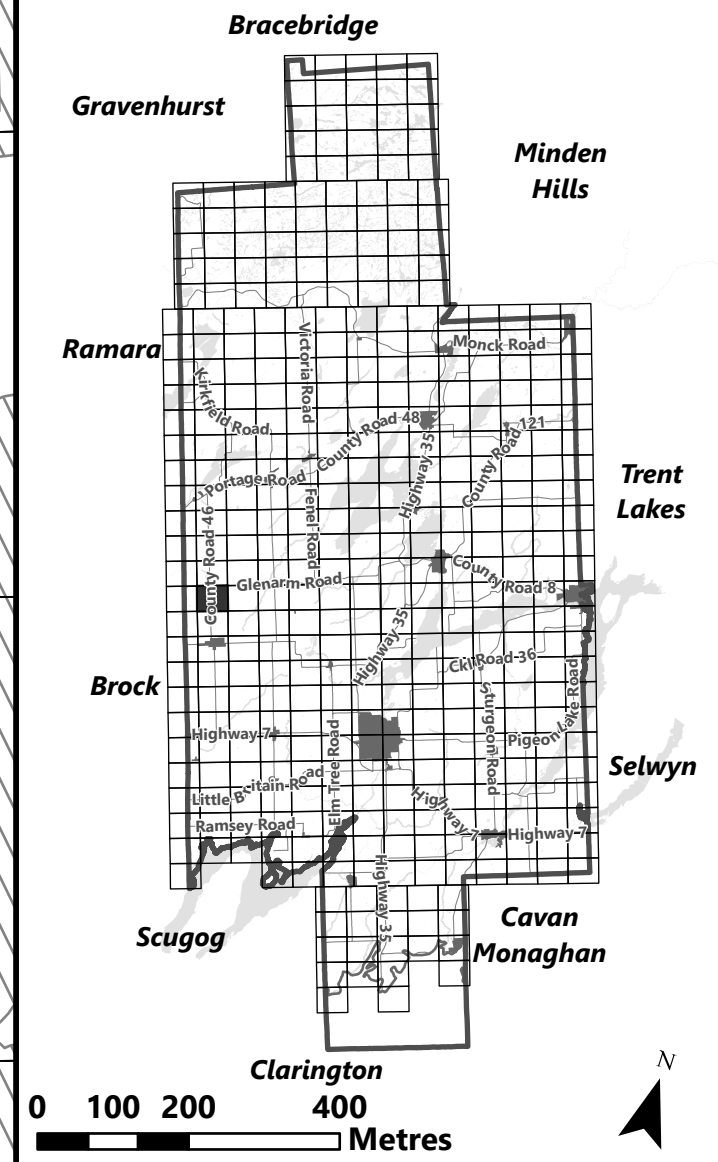 Bracebridge
Gravenhurst
Minden
Hills
Ramara
Monck Road
Victoria Road
Kirkfield Road
County Road 48
County Road 121
Highway 35
Portage Road
Trent
Lakes
Fenel Road
County Road 46
Glenarm Road
County Road 8
Highway 35
Ckl Road 36
Brock
Sturgeon Road
Pigeon Lake Road
Highway 7
Elm Tree Road
Selwyn
Little Britain Road
Highway 7
Ramsey Road
Highway 7
Highway 35
Scugog
Cavan
Monaghan
Clarington
N
0 100 200 400
Metres